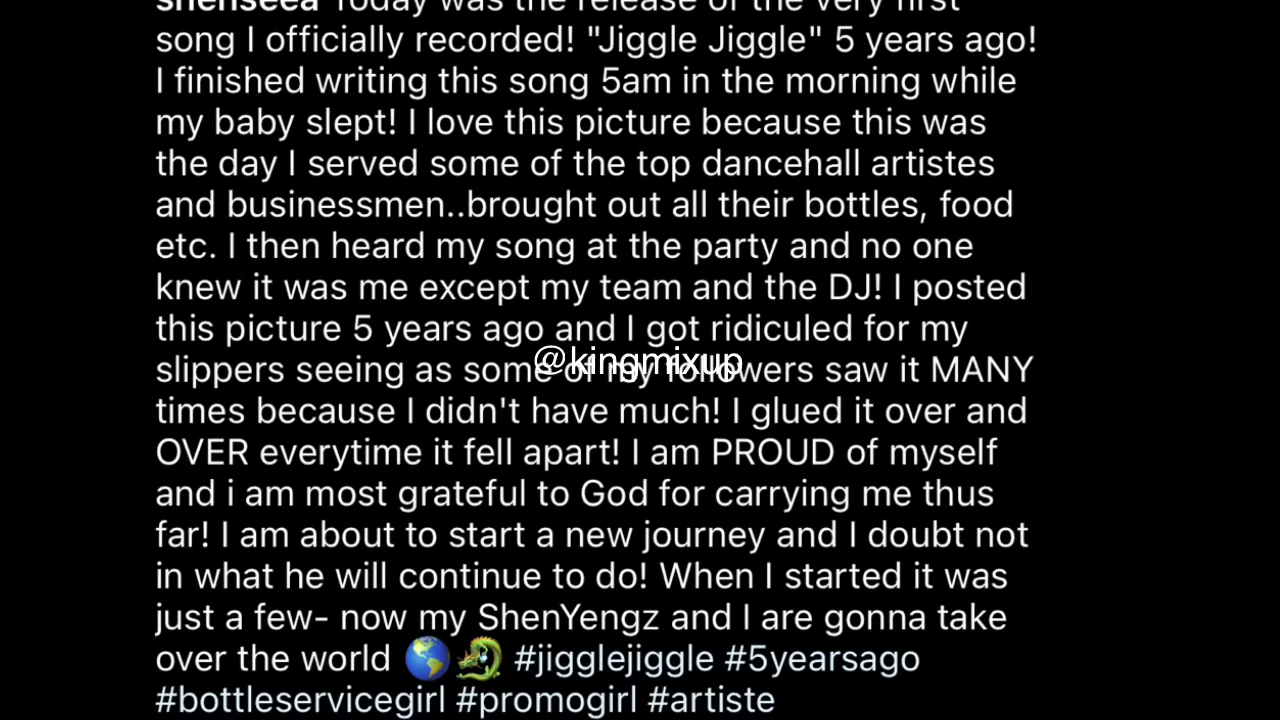 shenseea Today was the release of the very first
song I officially recorded! "Jiggle Jiggle" 5 years ago!
I finished writing this song 5am in the morning while
my baby slept! I love this picture because this was
the day I served some of the top dancehall artistes
and businessmen..brought out all their bottles, food
etc. I then heard my song at the party and no one
knew it was me except my team and the DJ! I posted
this picture 5 years ago and I got ridiculed for my
@kingmixup
slippers seeing as some of my followers saw it MANY
times because I didn't have much! I glued it over and
OVER everytime it fell apart! I am PROUD of myself
and i am most grateful to God for carrying me thus
far! I am about to start a new journey and I doubt not
in what he will continue to do! When I started it was
just a few- now my ShenYengz and I are gonna take
over the world 🌎🐉 #jigglejiggle #5yearsago
#bottleservicegirl #promogirl #artiste